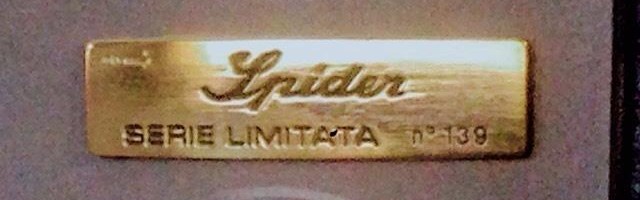 Spider
SERIE LIMITATA n° 139